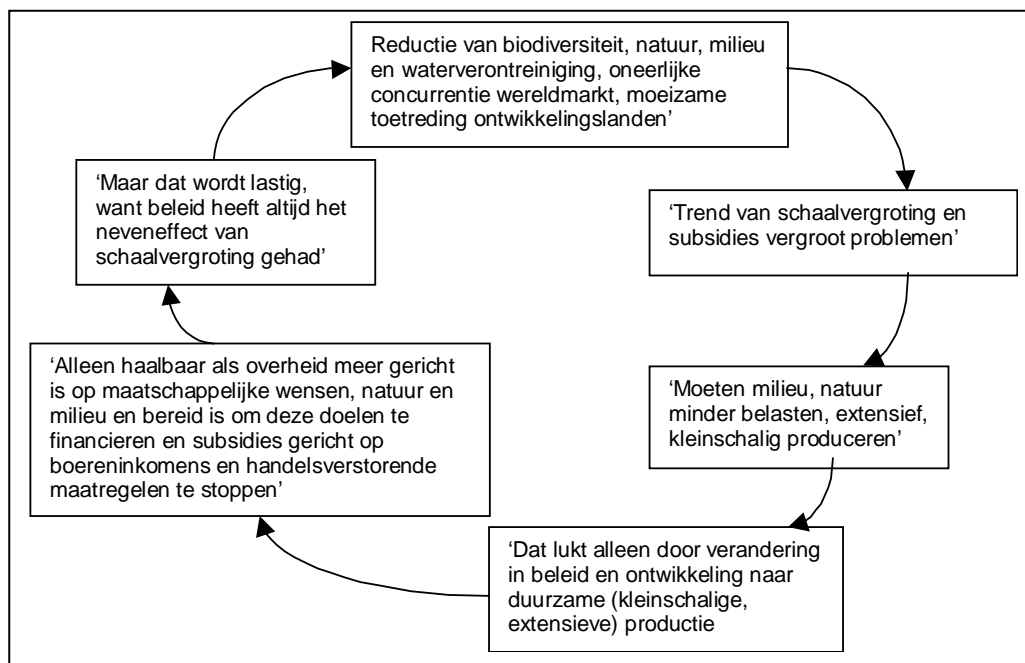 Reductie van biodiversiteit, natuur, milieu
en waterverontreiniging, oneerlijke
concurrentie wereldmarkt, moeizame
toetreding ontwikkelingslanden’
‘Trend van schaalvergroting en
subsidies vergroot problemen’
‘Moeten milieu, natuur
minder belasten, extensief,
kleinschalig produceren’
‘Dat lukt alleen door verandering
in beleid en ontwikkeling naar
duurzame (kleinschalige,
extensieve) productie
‘Alleen haalbaar als overheid meer gericht
is op maatschappelijke wensen, natuur en
milieu en bereid is om deze doelen te
financieren en subsidies gericht op
boereninkomens en handelsverstorende
maatregelen te stoppen’
‘Maar dat wordt lastig,
want beleid heeft altijd het
neveneffect van
schaalvergroting gehad’